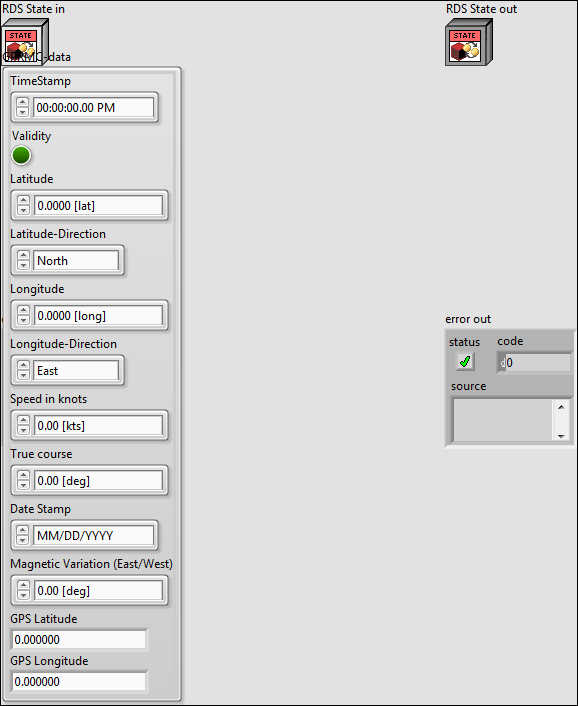 RDS State in
RDS State out
STATE
STATE
-data
TimeStamp
00:00:00.00 PM
Validity
Latitude
0.0000 [lat]
Latitude-Direction
North
Longitude
0.0000 [long]
Longitude-Direction
East
Speed in knots
0.00 [kts]
True course
0.00 [deg]
Date Stamp
MM/DD/YYYY
Magnetic Variation (East/West)
0.00 [deg]
GPS Latitude
0.000000
GPS Longitude
0.000000
error out
status
code
d0
source